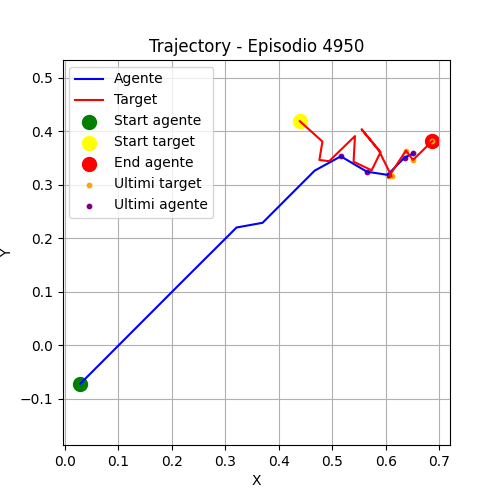 Trajectory - Episodio 4950
Agente
Target
Start agente
Start target
End agente
Ultimi target
Ultimi agente
0.5
0.4
0.3
0.2
0.1
0.0
−0.1
Y
0.0 0.1 0.2 0.3 0.4 0.5 0.6 0.7
X